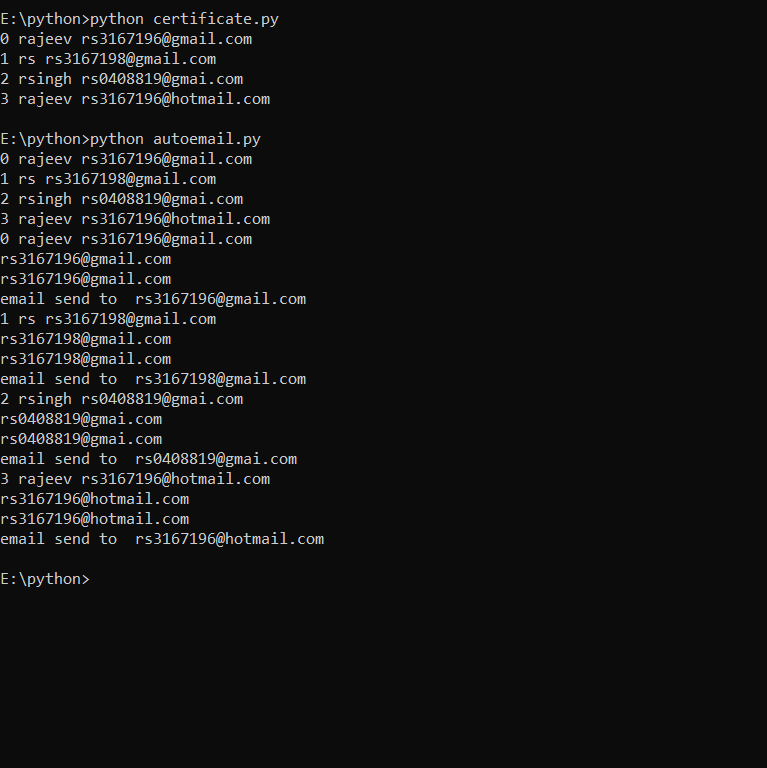 E:\python>python certificate.py
0 rajeev rs3167196@gmail.com
1 rs rs3167198@gmail.com
2 rsingh rs0408819@gmai.com
3 rajeev rs3167196@hotmail.com
E:\python>python autoemail.py
0 rajeev rs3167196@gmail.com
1 rs rs3167198@gmail.com
2 rsingh rs0408819@gmai.com
3 rajeev rs3167196@hotmail.com
0 rajeev rs3167196@gmail.com
rs3167196@gmail.com
rs3167196@gmail.com
email send to  rs3167196@gmail.com
1 rs rs3167198@gmail.com
rs3167198@gmail.com
rs3167198@gmail.com
email send to  rs3167198@gmail.com
2 rsingh rs0408819@gmai.com
rs0408819@gmai.com
rs0408819@gmai.com
email send to  rs0408819@gmai.com
3 rajeev rs3167196@hotmail.com
rs3167196@hotmail.com
rs3167196@hotmail.com
email send to  rs3167196@hotmail.com
E:\python>